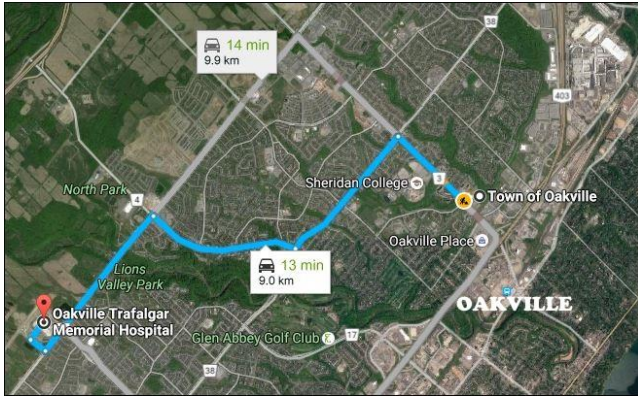 38
14 min
9.9 km
403
Sheridan College
3
Town of Oakville
North Park
4
Oakville Place
13 min
9.0 km
Lions
Valley Park
OAKVILLE
Oakville Trafalgar
Memorial Hospital
Glen Abbey Golf Club
17
38